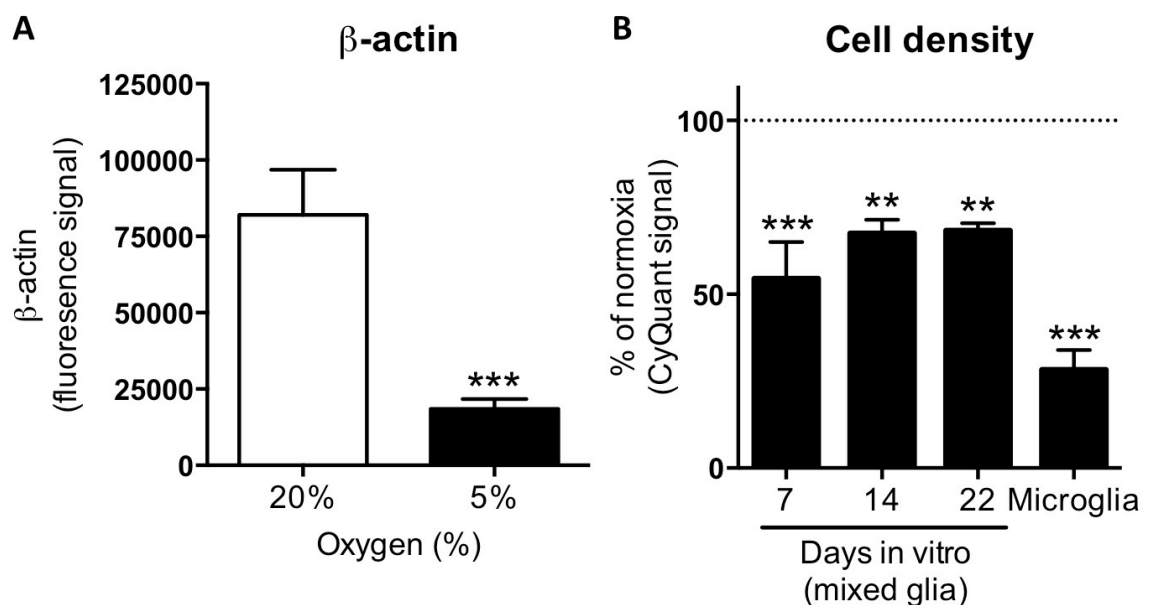 A
β-actin
125000
100000
75000
50000
25000
0
β-actin
(fluoresence signal)
***
20%
5%
Oxygen (%)
B
Cell density
100
50
0
% of normoxia
(CyQuant signal)
***
**
**
***
7
14
22
Microglia
Days in vitro
(mixed glia)